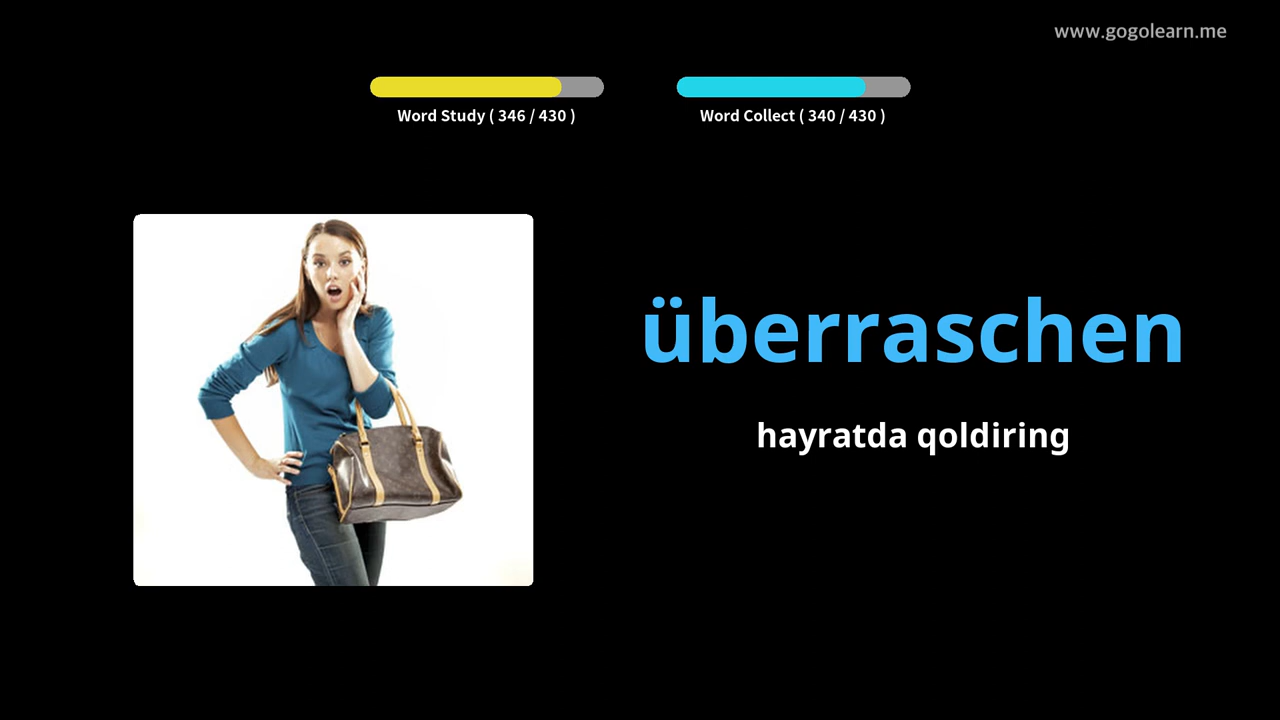 www.gogolearn.me
Word Study ( 346 / 430 )
Word Collect ( 340 / 430 )
überraschen
hayratda qoldiring